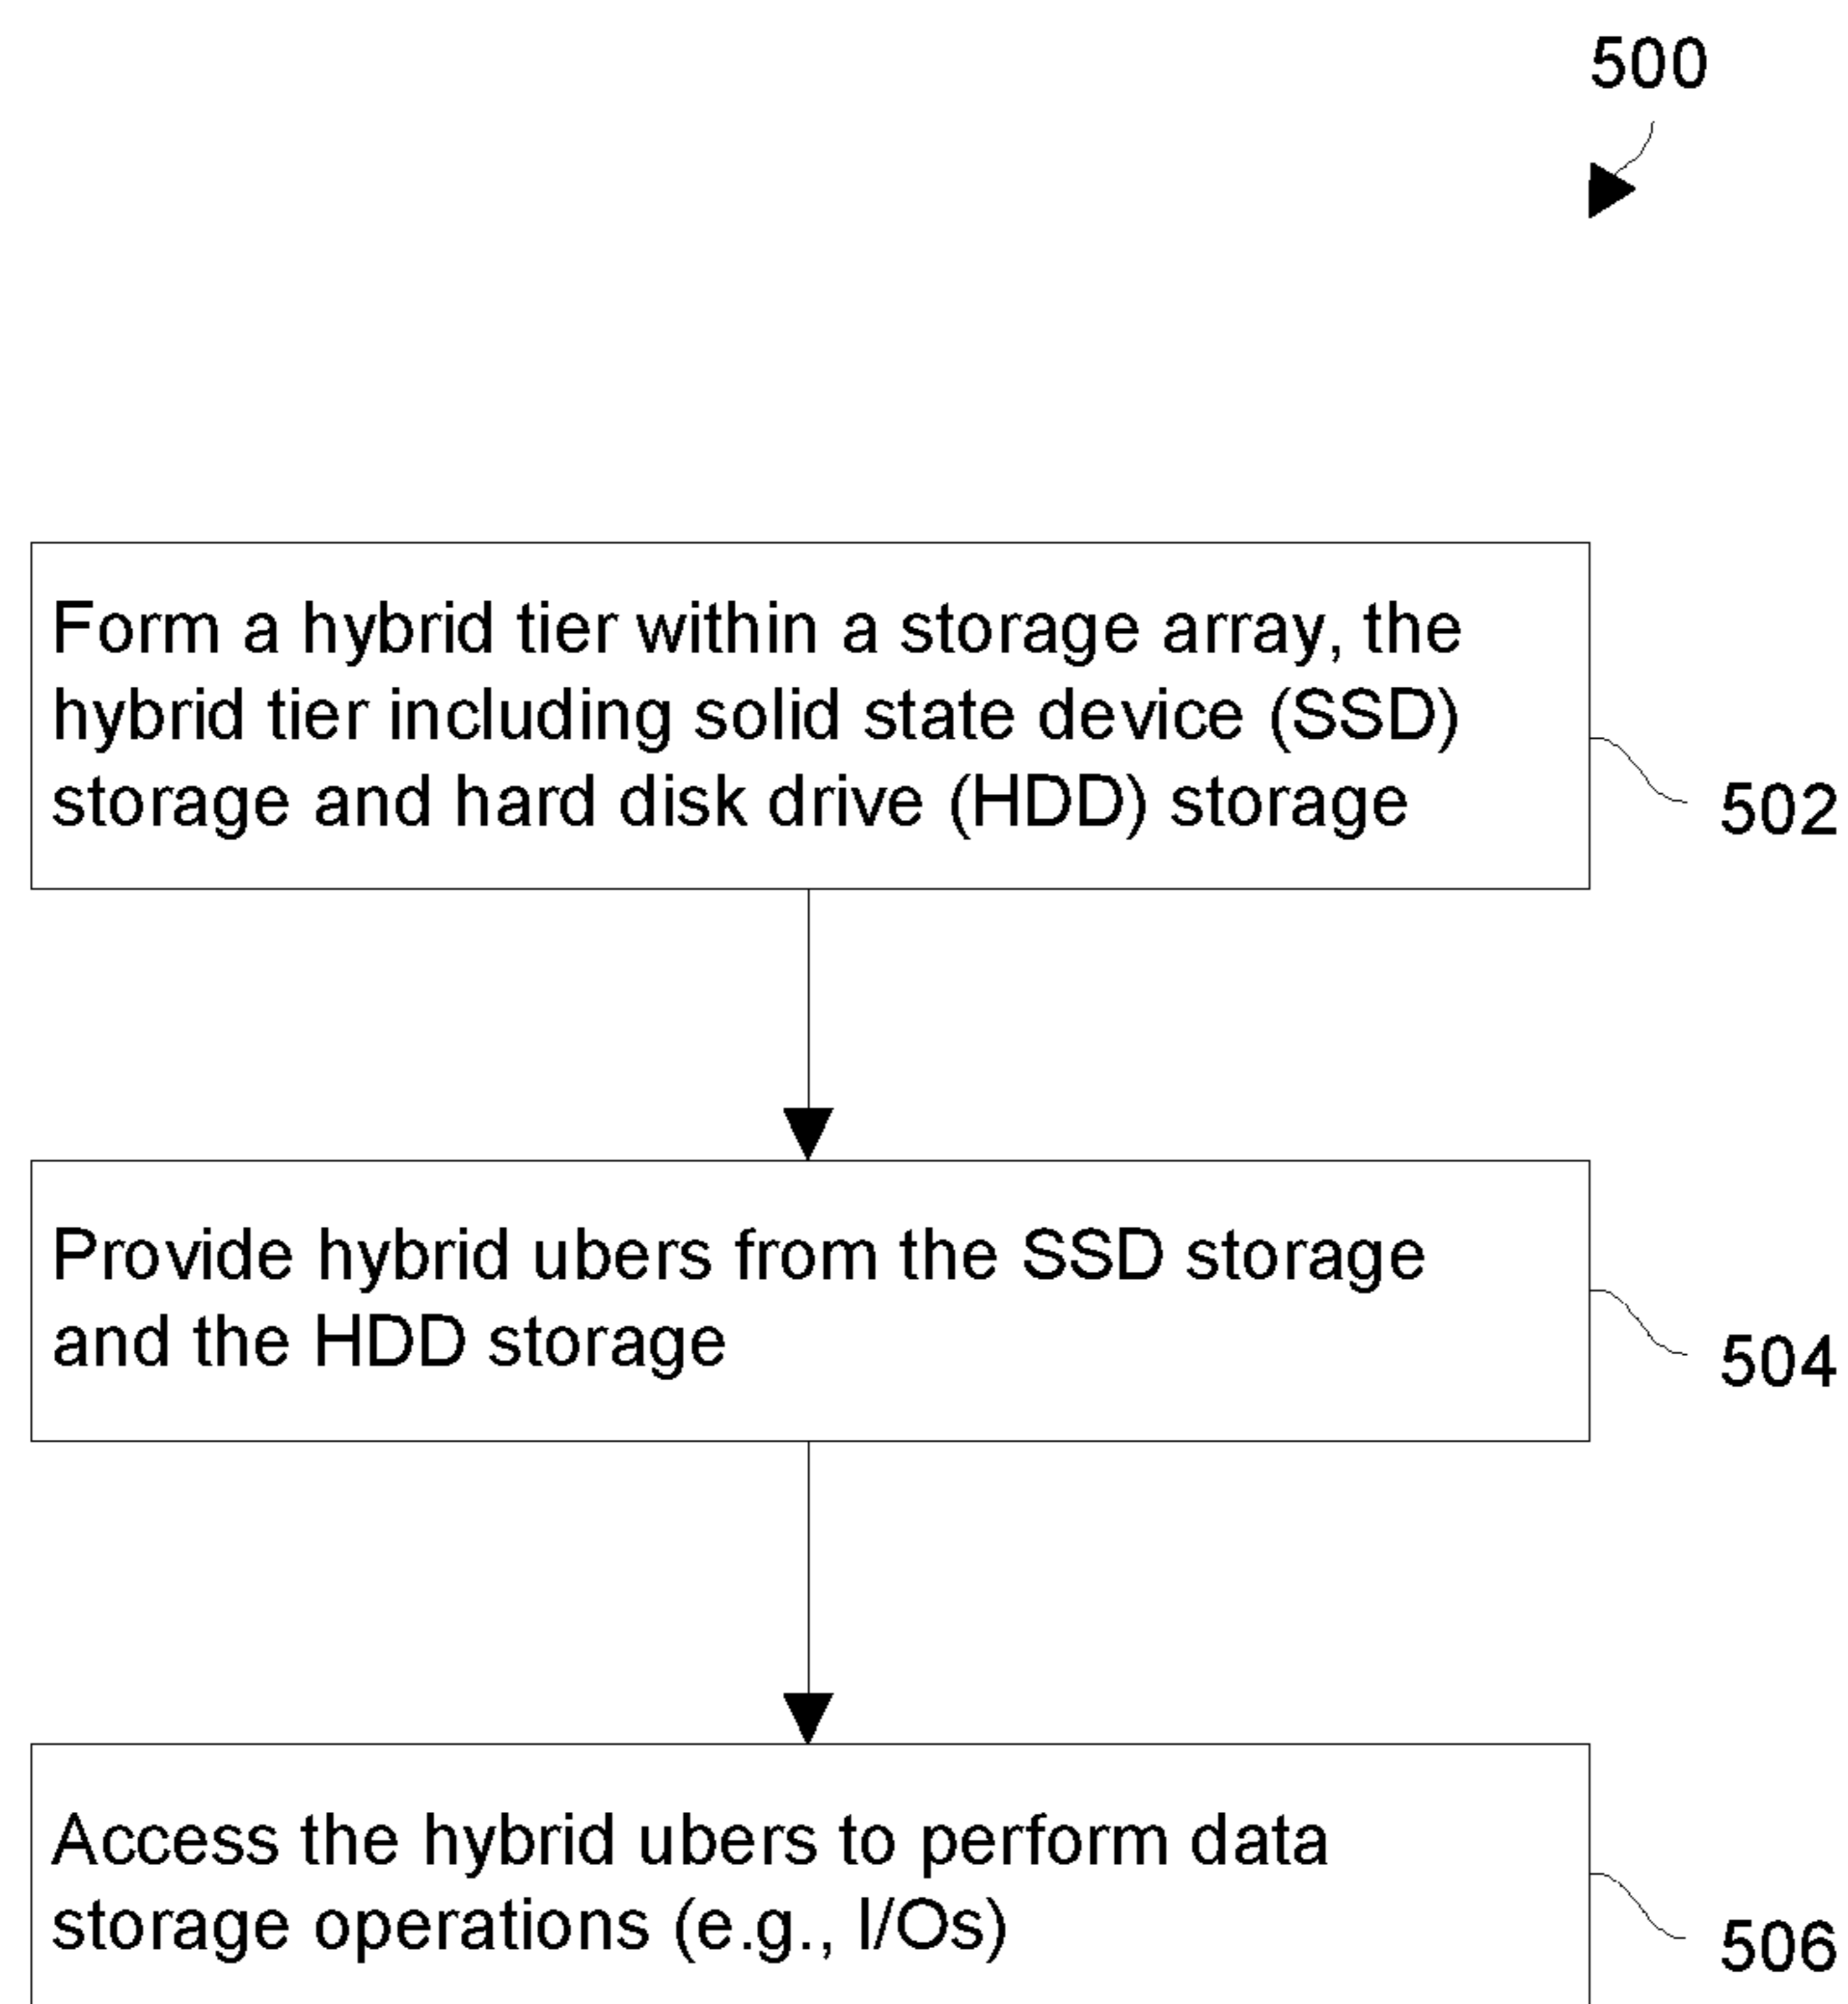 500
Form a hybrid tier within a storage array, the
hybrid tier including solid state device (SSD)
storage and hard disk drive (HDD) storage
502
Provide hybrid ubers from the SSD storage
and the HDD storage
504
Access the hybrid ubers to perform data
storage operations (e.g., I/Os)
506